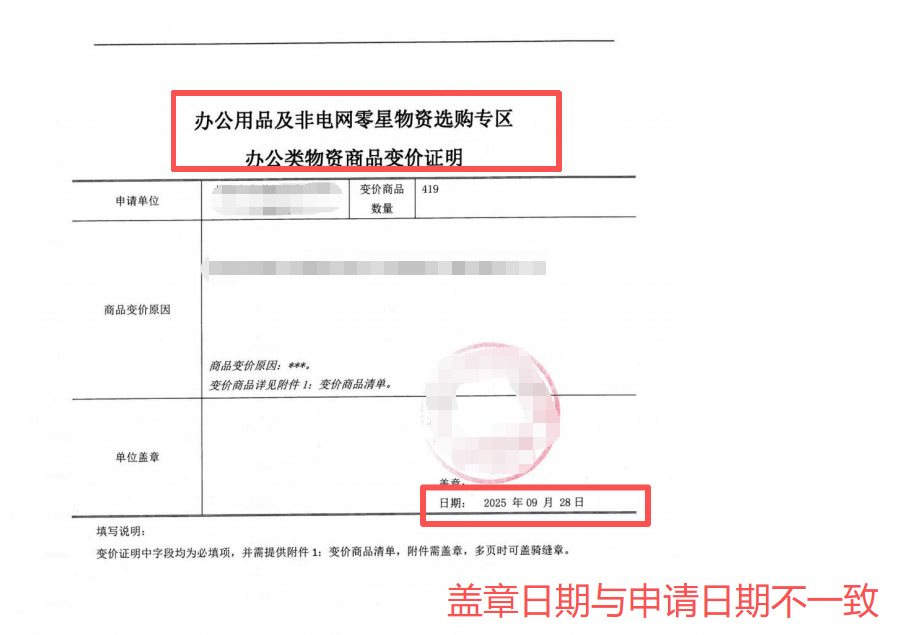 办公用品及非电网零星物资选购专区
办公类物资商品变价证明
申请单位
变价商品
数量
419
商品变价原因
商品变价原因：***。
变价商品详见附件 1：变价商品清单。
单位盖章
盖章：
日期： 2025 年 09 月 28 日
填写说明：
变价证明中字段均为必填项，并需提供附件 1：变价商品清单，附件需盖章，多页时可盖骑缝章。
盖章日期与申请日期不一致